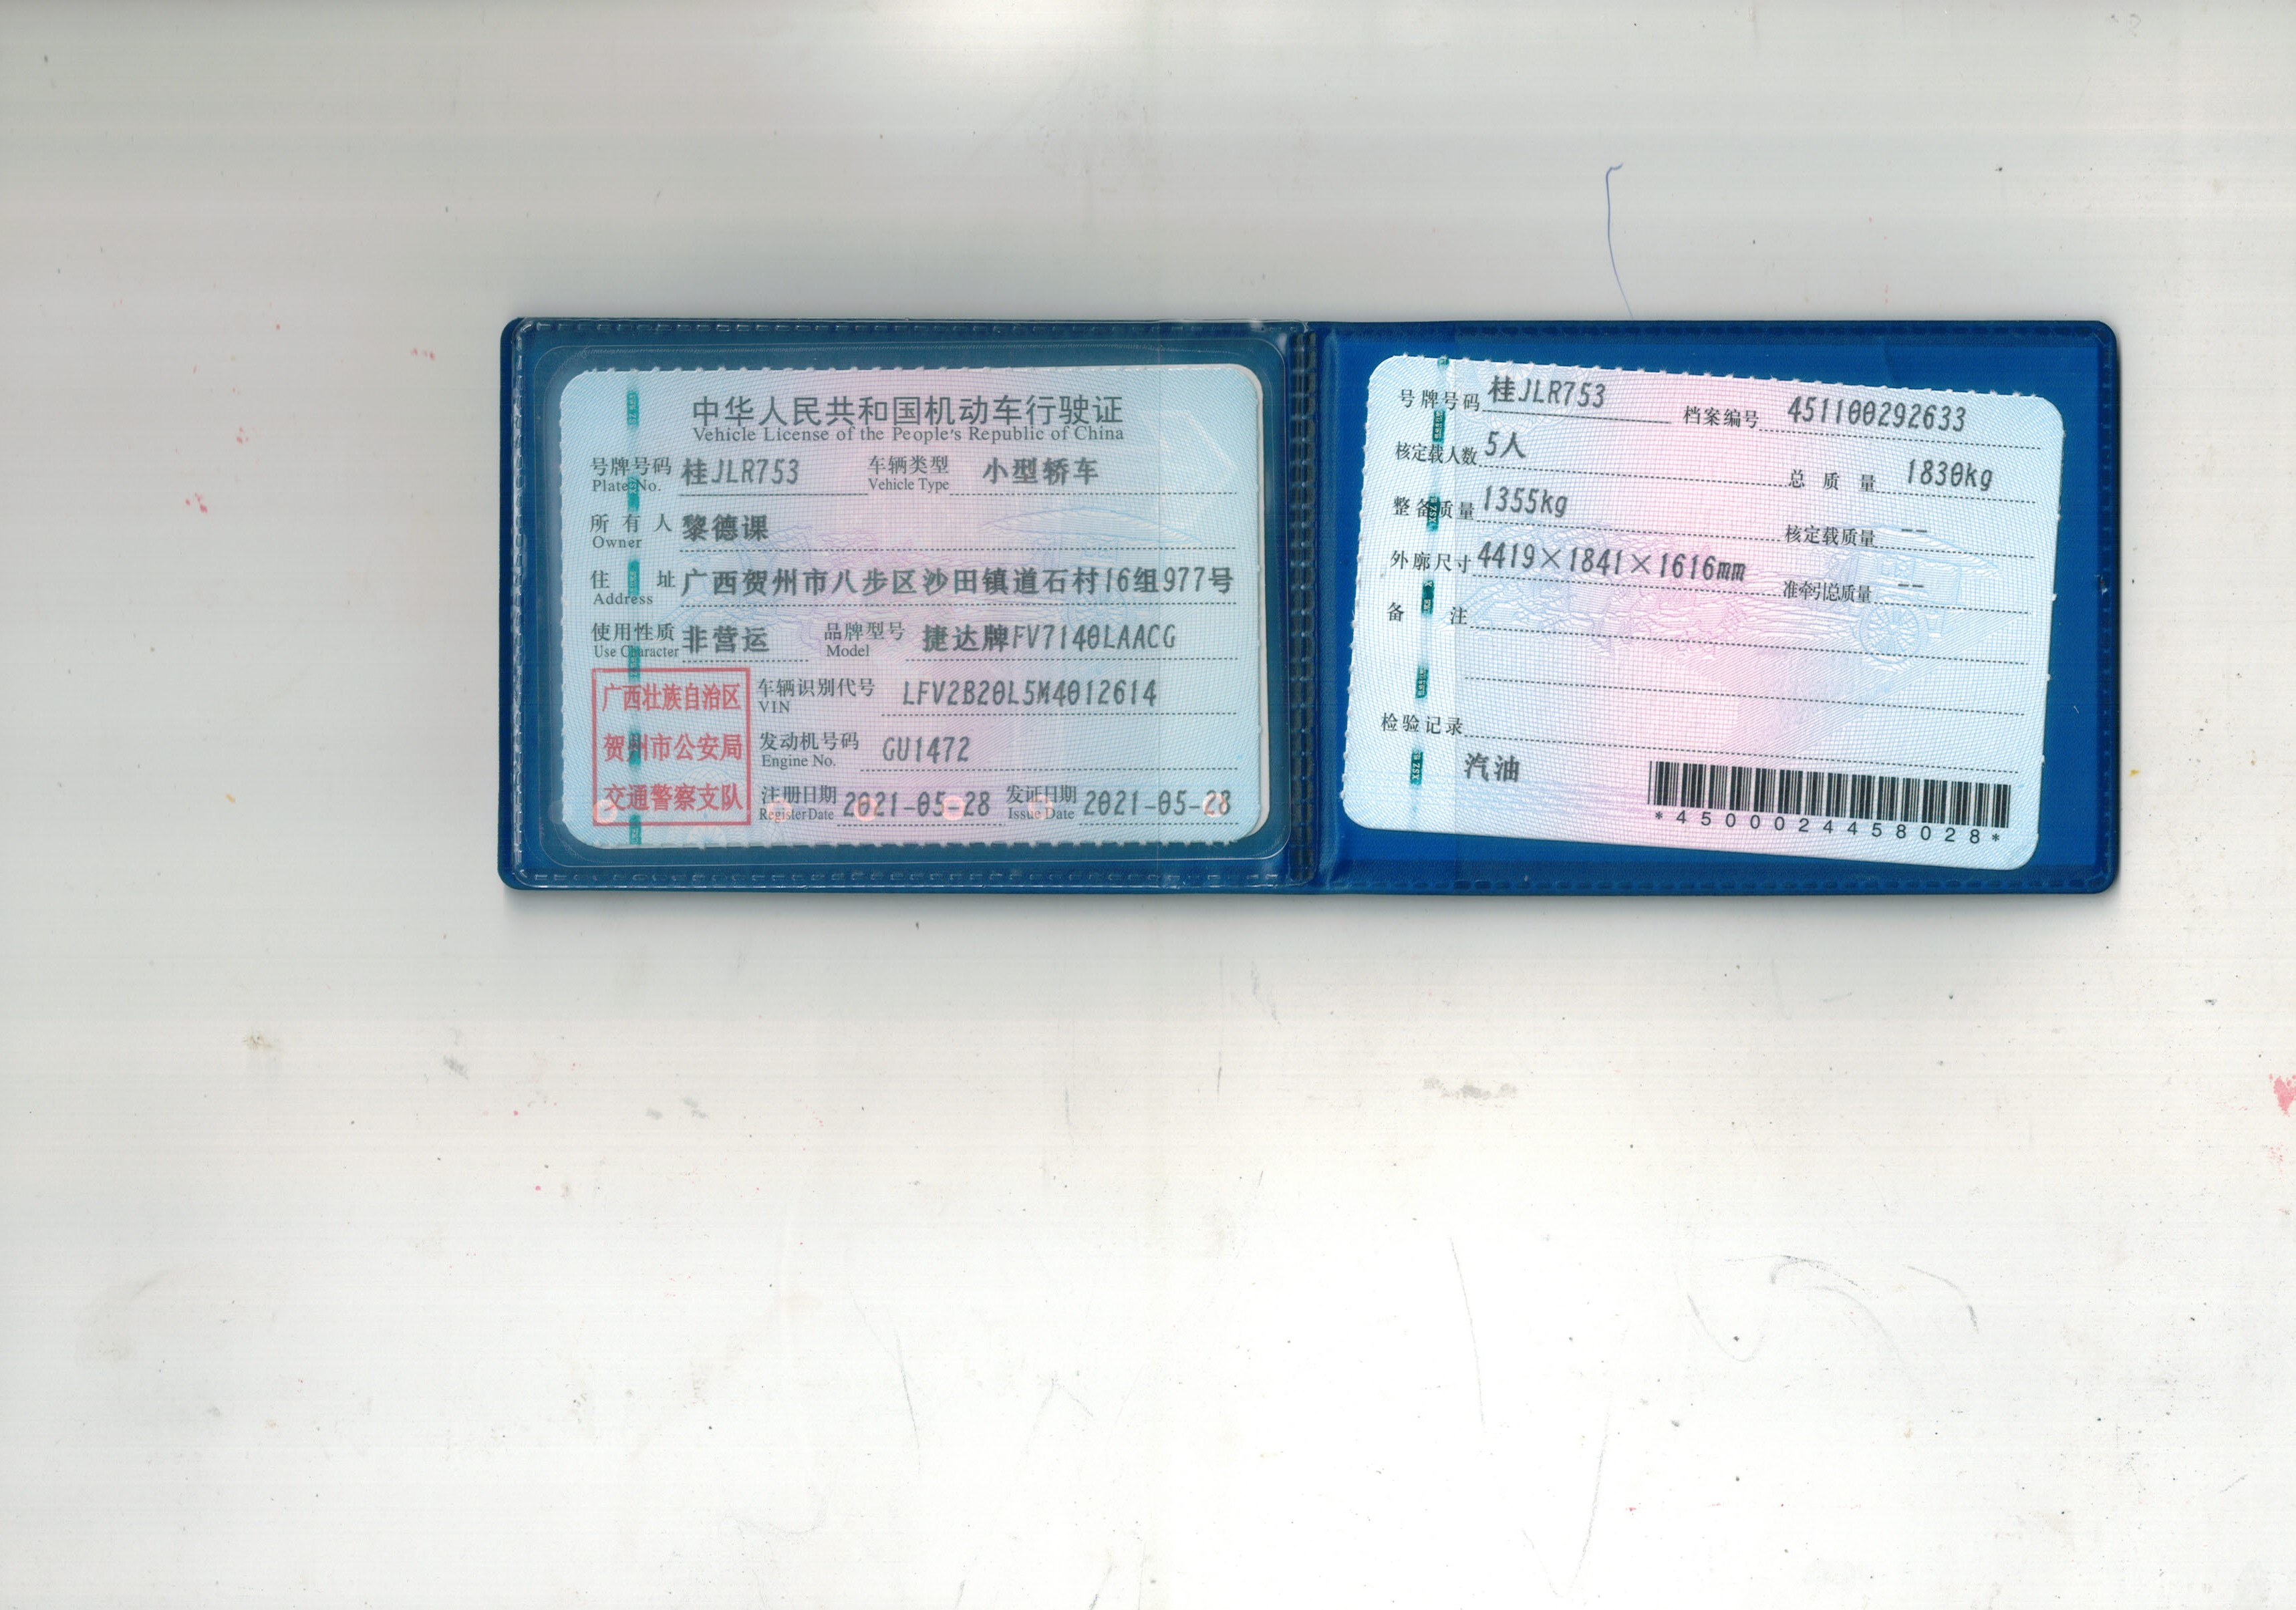 中华人民共和国机动车行驶证
Vehicle License of the People's Republic of China
号牌号码 桂JLR753 车辆类型 小型轿车
Plate No. Vehicle Type
所有人 黎德课
Owner
住址 广西贺州市八步区沙田镇道石村16组977号
Address
使用性质 非营运 品牌型号 捷达牌FV7140LAACG
Use Character Model
广西壮族自治区
贺州市公安局
交通警察支队
车辆识别代号 LFV2B20L5M4012614
VIN
发动机号码 GU1472
Engine No.
注册日期 2021-05-28 发证日期 2021-05-28
Register Date Issue Date
号牌号码 桂JLR753 档案编号 451100292633
核定载人数 5人 总质量 1830kg
整备质量 1355kg 核定载质量 --
外廓尺寸 4419×1841×1616mm 准牵引总质量 --
备注
检验记录
汽油
*4500024458028*